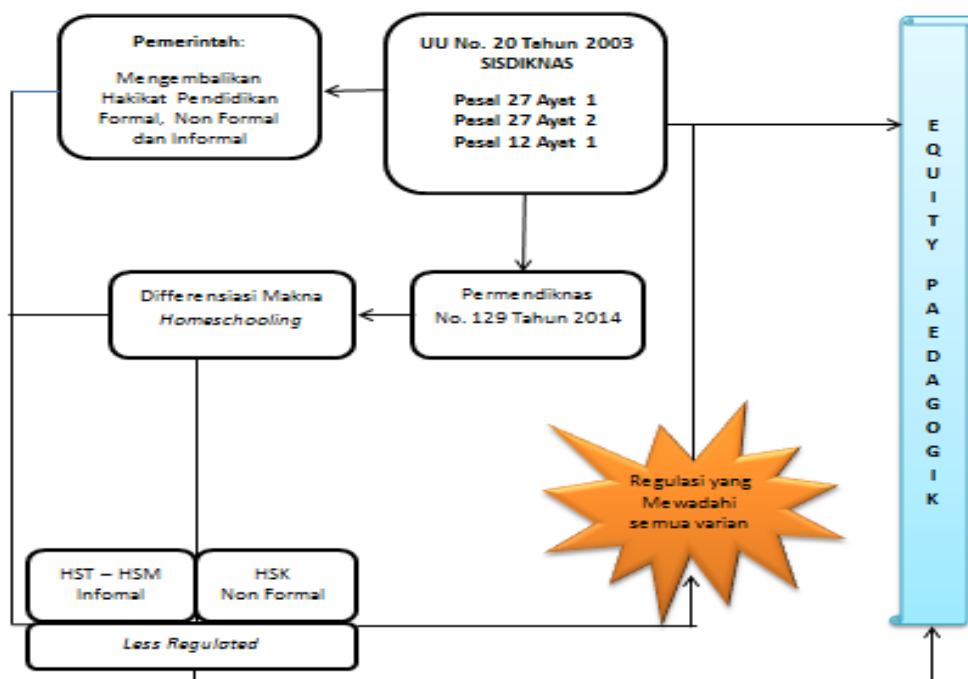 Pemerintah:
Mengembalikan
Hakikat Pendidikan
Formal, Non Formal
dan Informal
UU No. 20 Tahun 2003
SISDIKNAS
Pasal 27 Ayat 1
Pasal 27 Ayat 2
Pasal 12 Ayat 1
Differensiasi Makna
Homeschooling
Permendiknas
No. 129 Tahun 2014
Regulasi yang
Mewadahi
semua varian
HST – HSM
Infomal
HSK
Non Formal
Less Regulated
EQUITY PAEDAGOGIK